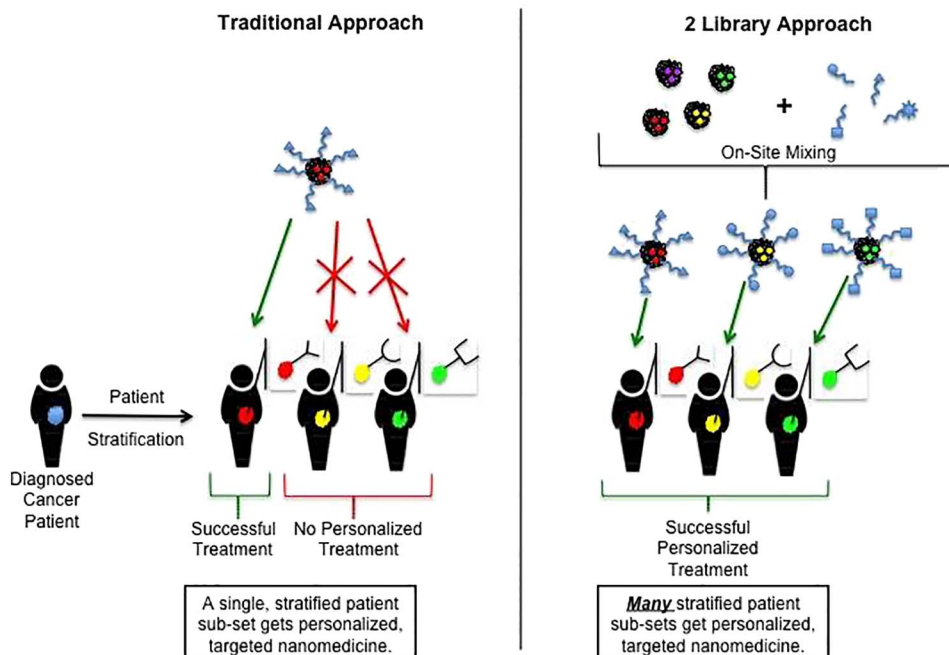 Traditional Approach
Patient
Stratification
Diagnosed
Cancer
Patient
Successful
Treatment
No Personalized
Treatment
A single, stratified patient
sub-set gets personalized,
targeted nanomedicine.
2 Library Approach
+
On-Site Mixing
Successful
Personalized
Treatment
Many stratified patient
sub-sets get personalized,
targeted nanomedicine.